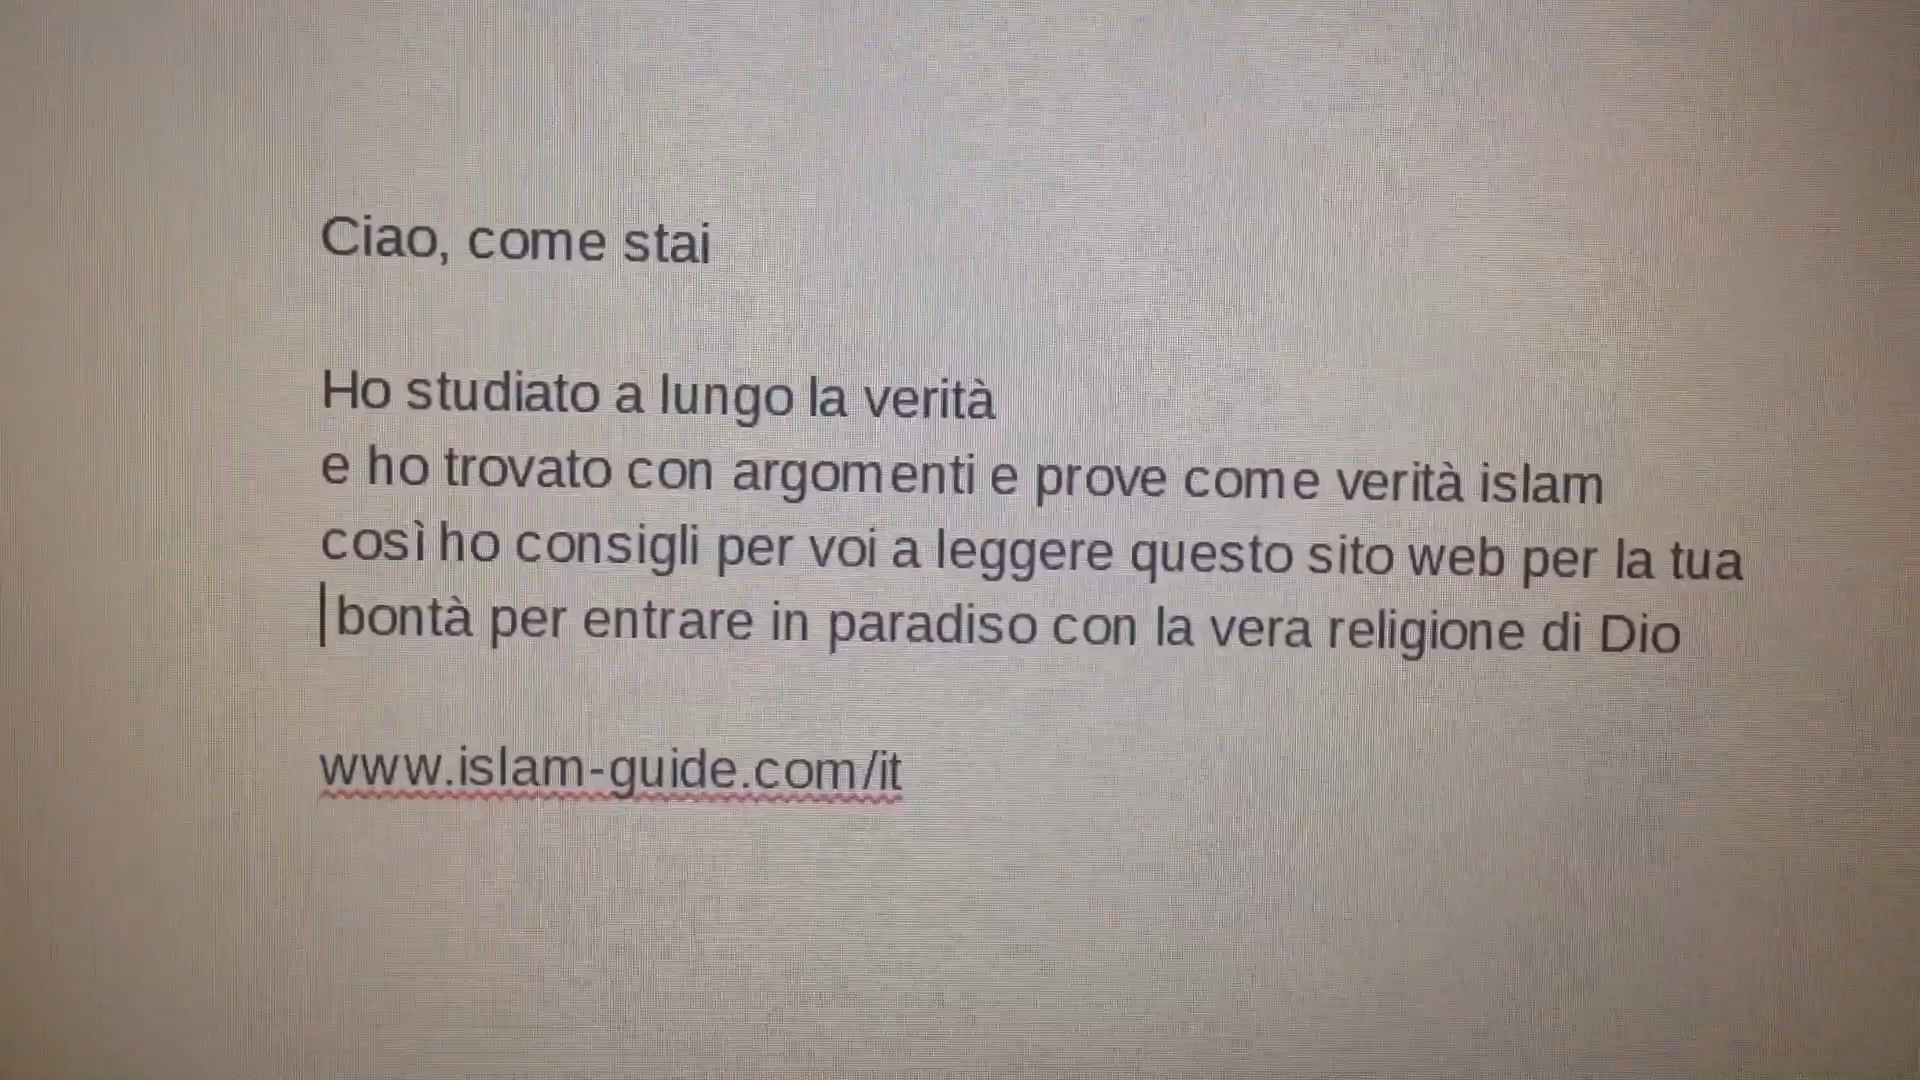 Ciao, come stai
Ho studiato a lungo la verità
e ho trovato con argomenti e prove come verità islam
così ho consigli per voi a leggere questo sito web per la tua
bontà per entrare in paradiso con la vera religione di Dio
www.islam-guide.com/it